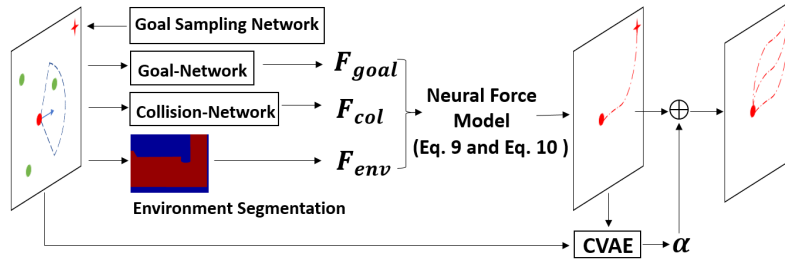 Goal Sampling Network
Goal-Network
F_goal
Collision-Network
F_col
Neural Force
Model
(Eq. 9 and Eq. 10 )
F_env
Environment Segmentation
CVAE
α